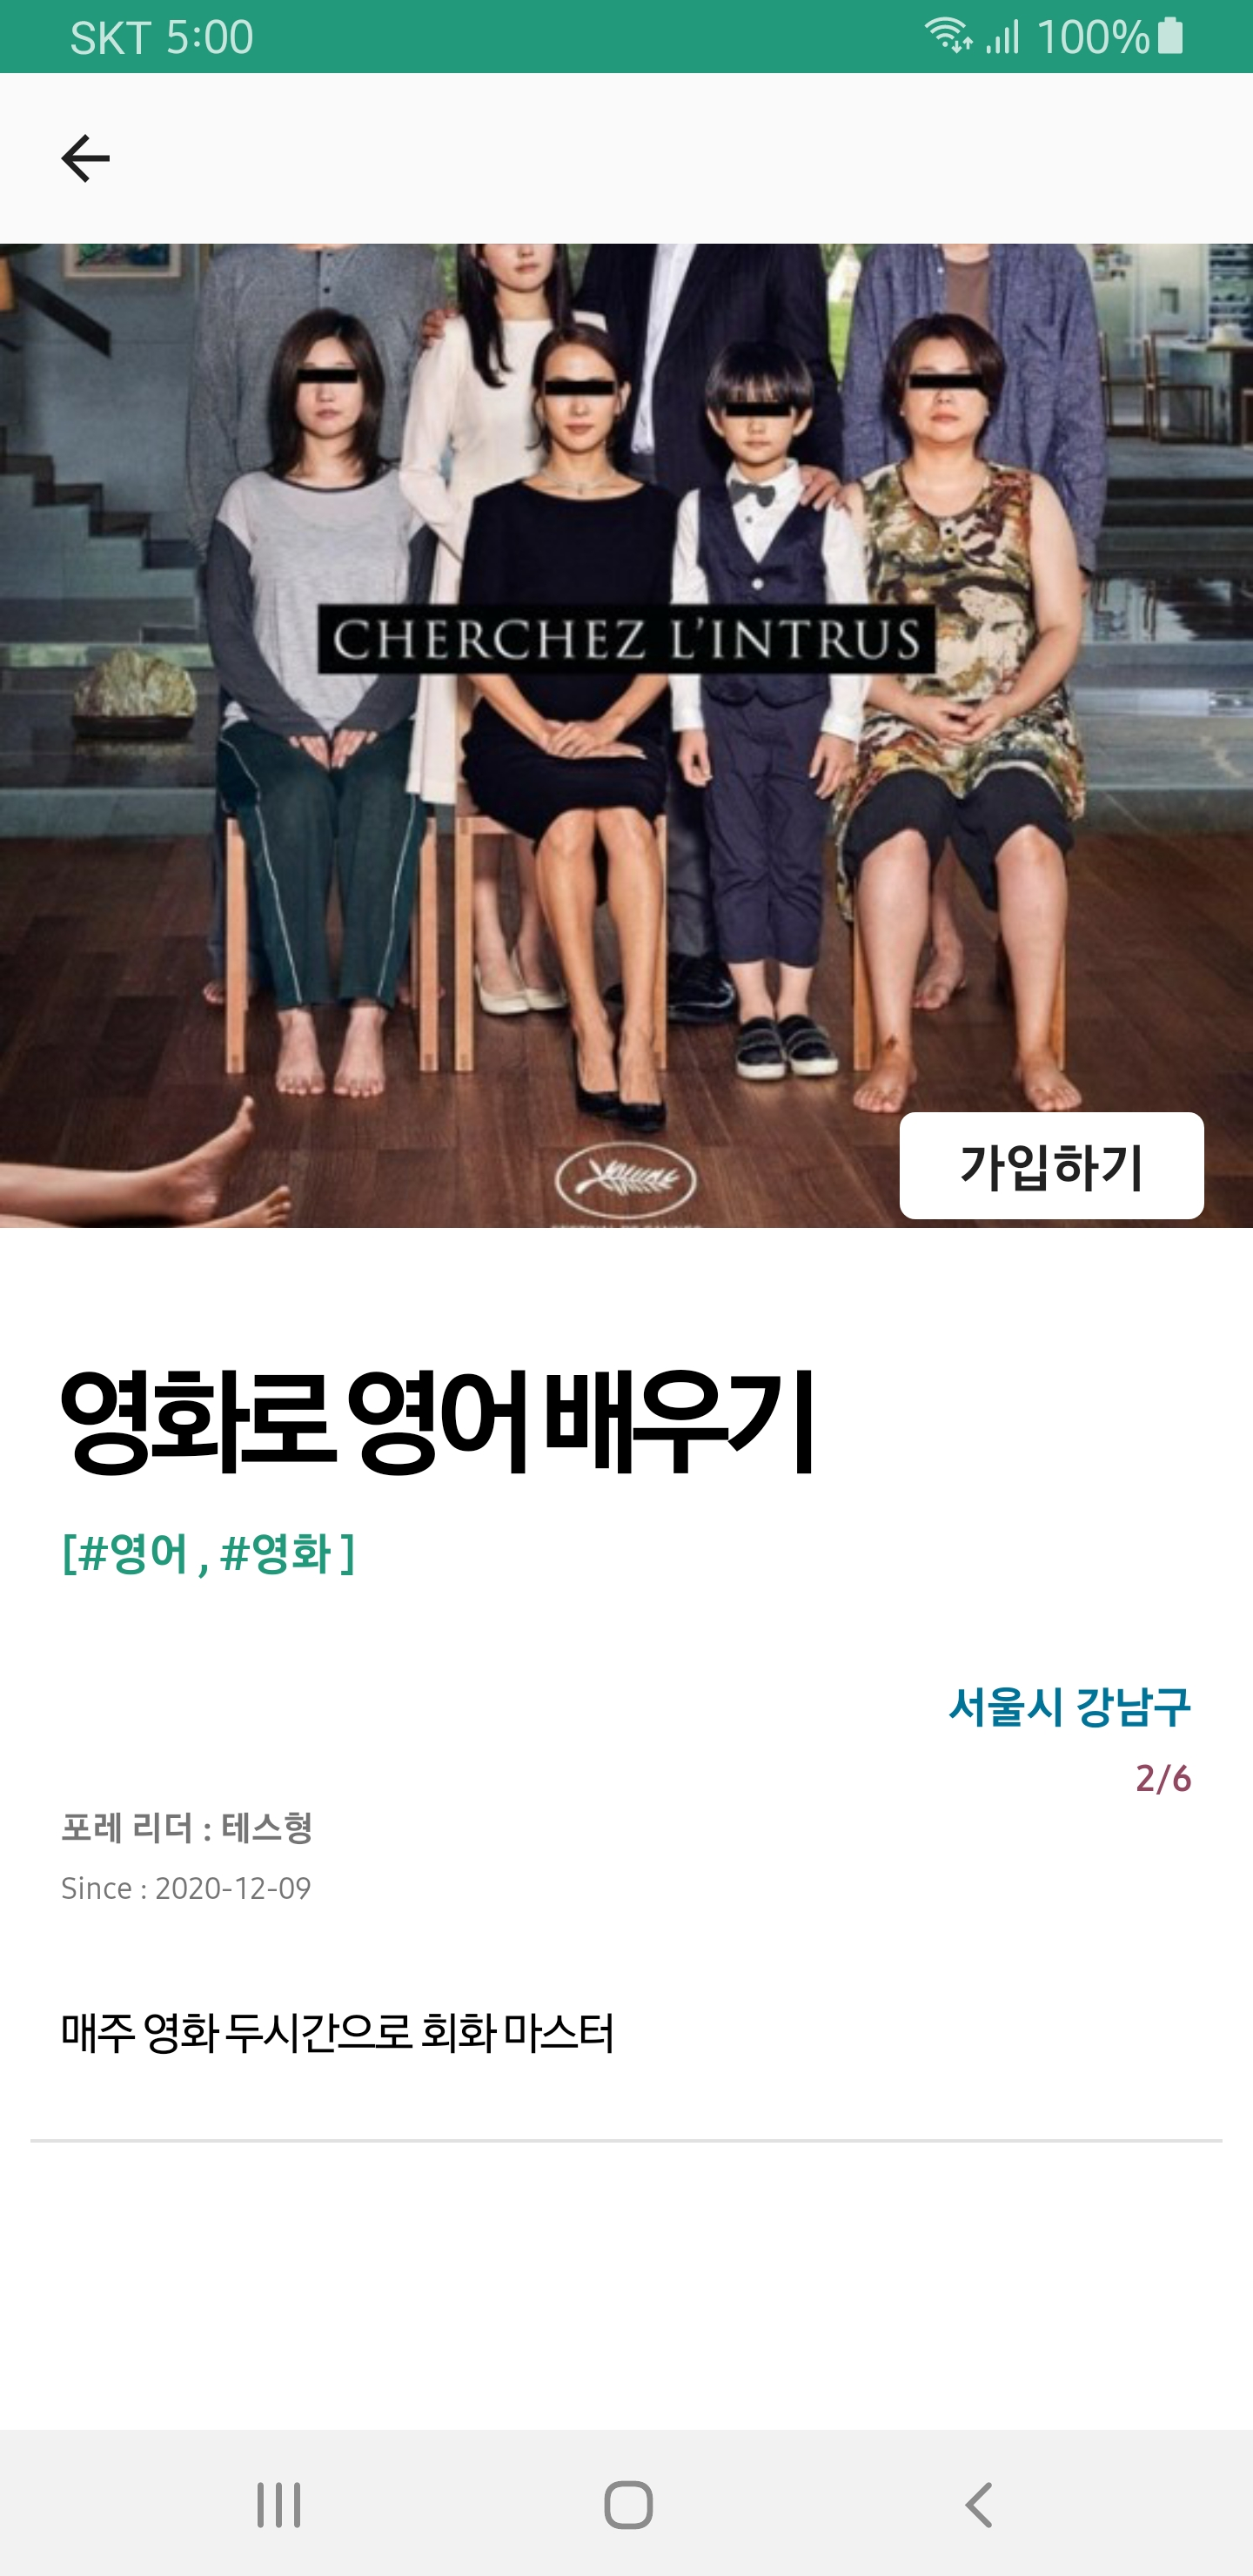 SKT 5:00
100%
CHERCHEZ L'INTRUS
가입하기
영화로 영어 배우기
[#영어 , #영화 ]
서울시 강남구
2/6
포레 리더 : 테스형
Since : 2020-12-09
매주 영화 두시간으로 회화 마스터